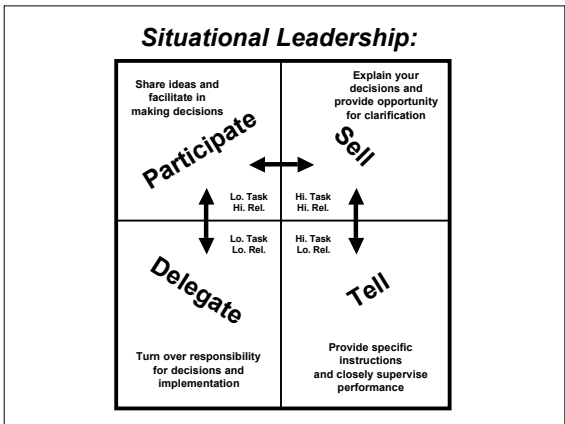 Situational Leadership:
Share ideas and
facilitate in
making decisions
Participate
Lo. Task
Hi. Rel.
Explain your
decisions and
provide opportunity
for clarification
Sell
Hi. Task
Hi. Rel.
Lo. Task
Lo. Rel.
Delegate
Turn over responsibility
for decisions and
implementation
Hi. Task
Lo. Rel.
Tell
Provide specific
instructions
and closely supervise
performance